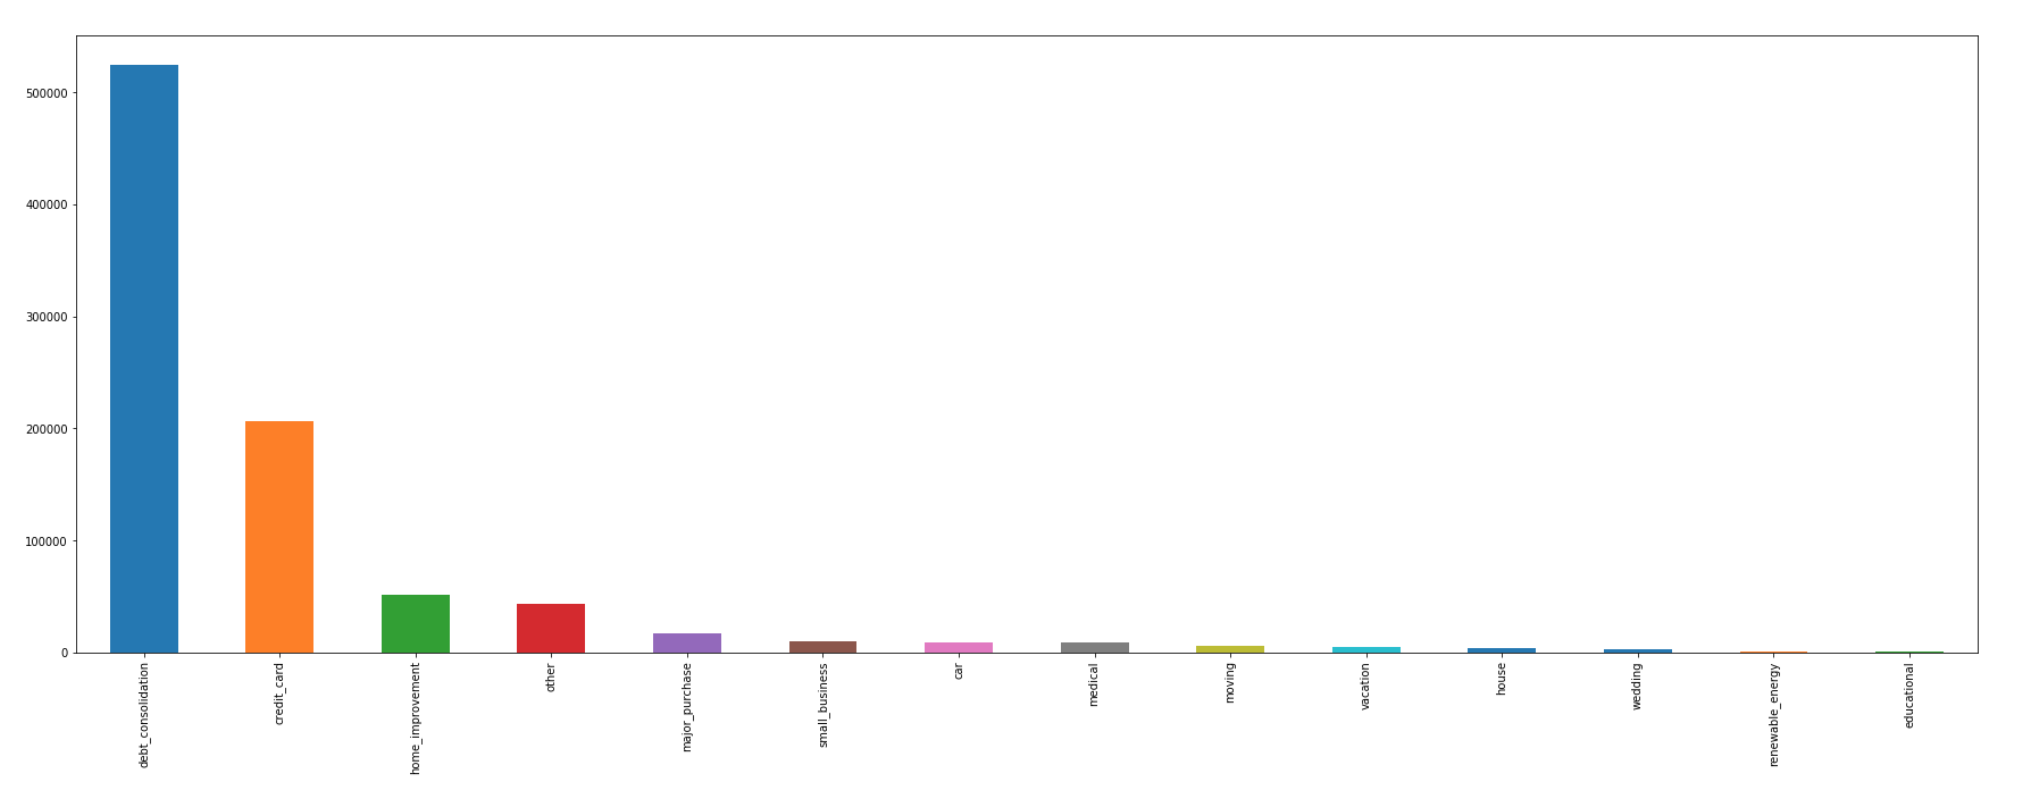 500000
400000
300000
200000
100000
0
debt_consolidation
credit_card
home_improvement
other
major_purchase
small_business
car
medical
moving
vacation
house
wedding
renewable_energy
educational